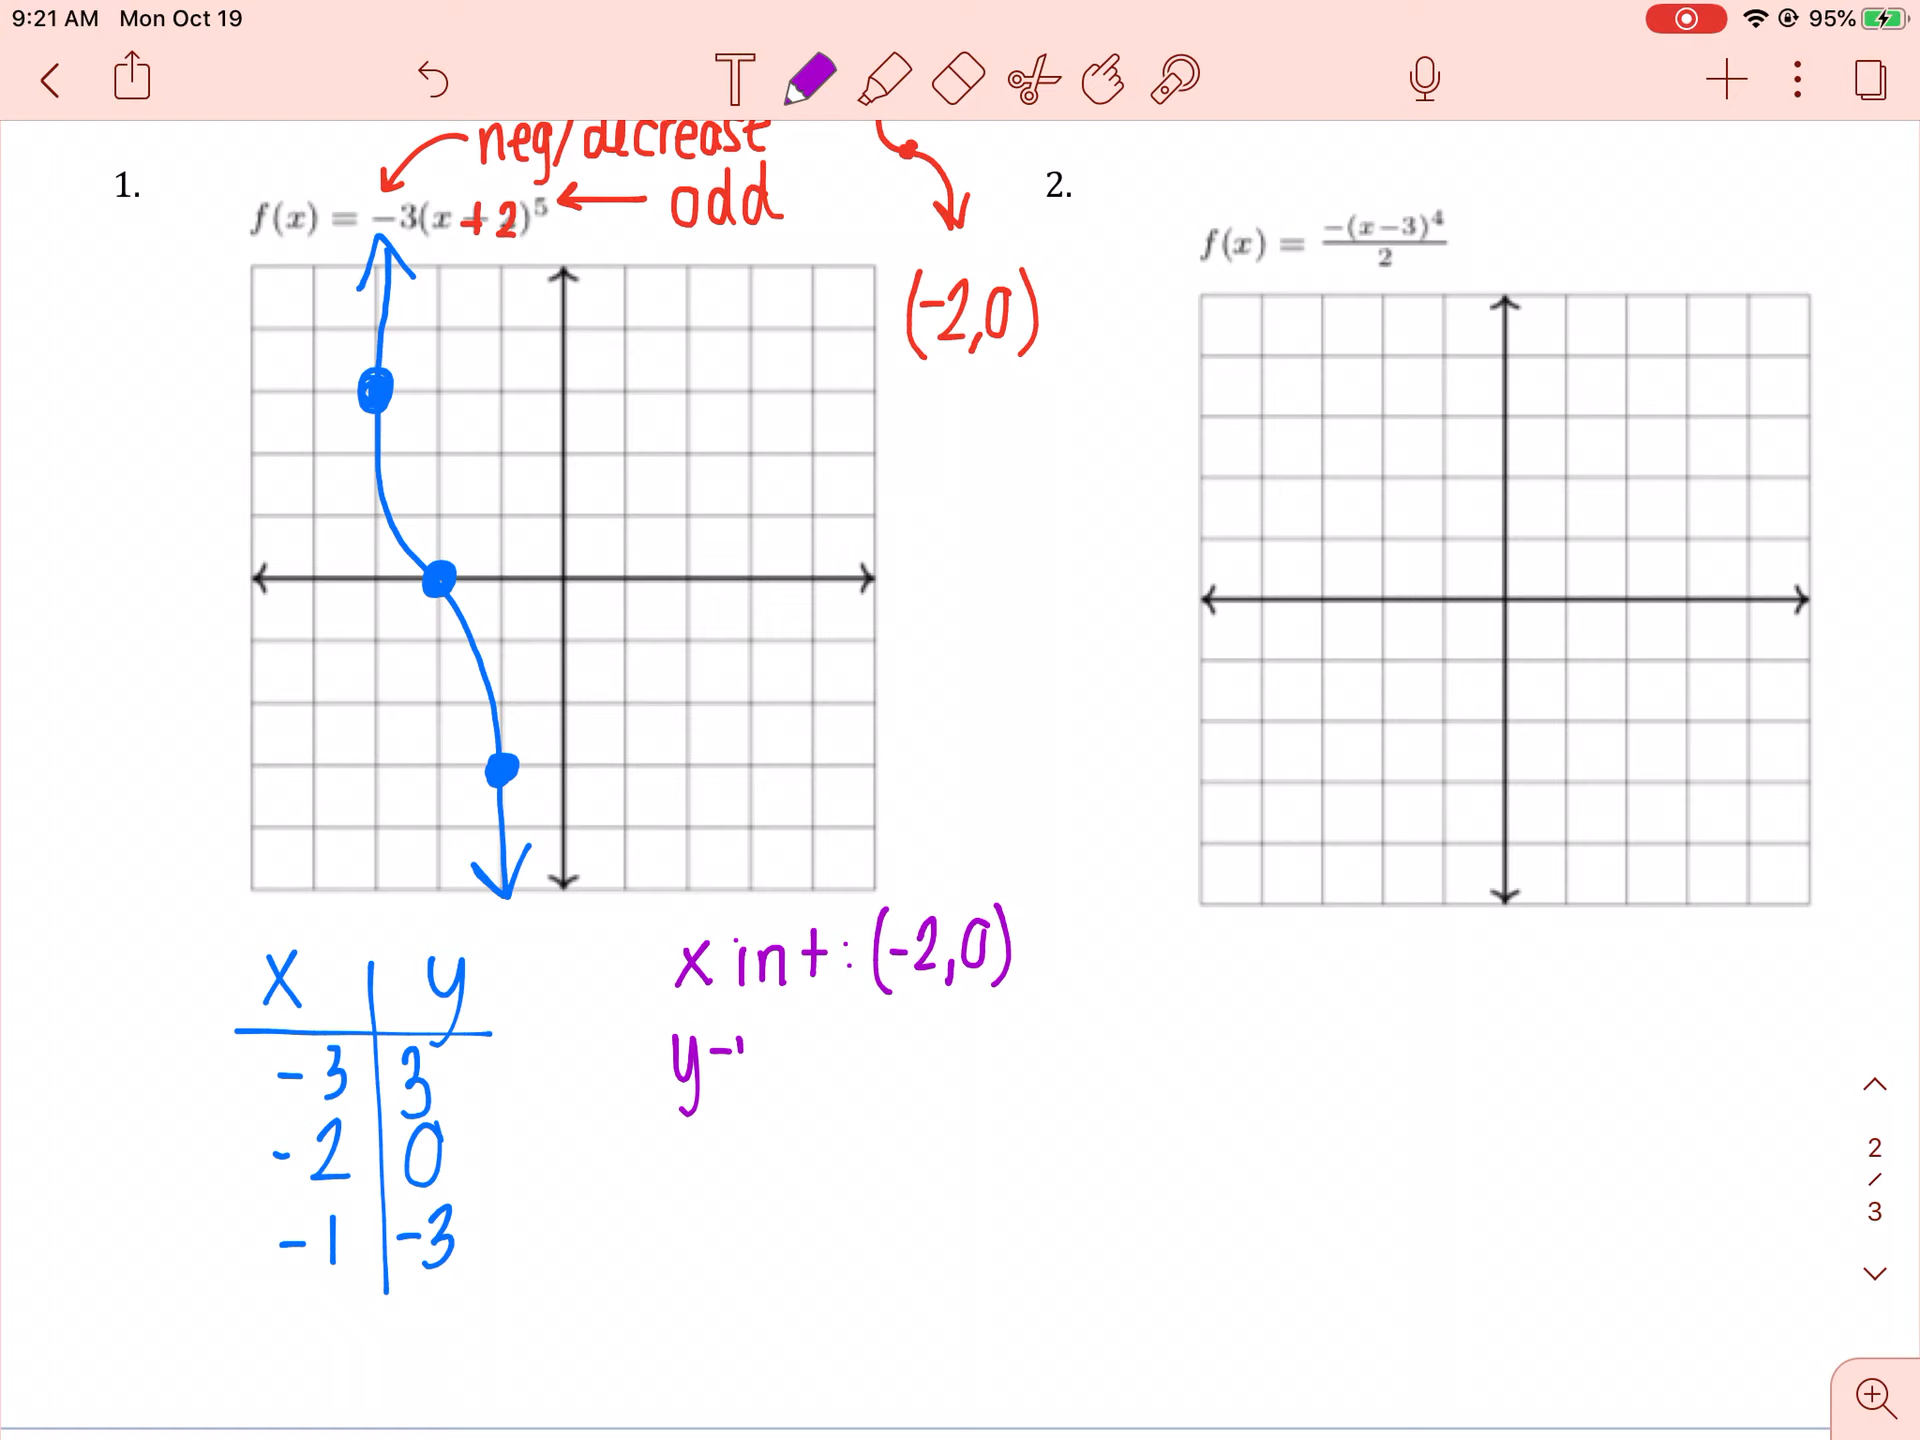 9:21 AM Mon Oct 19
95%
neg/decrease
1.
f(x) = −3(x + 2)^5 ← odd
(-2,0)
2.
f(x) = −(x−3)^4 / 2
x int: (-2,0)
y-
x | y
-3 | 3
-2 | 0
-1 | -3
2
/
3